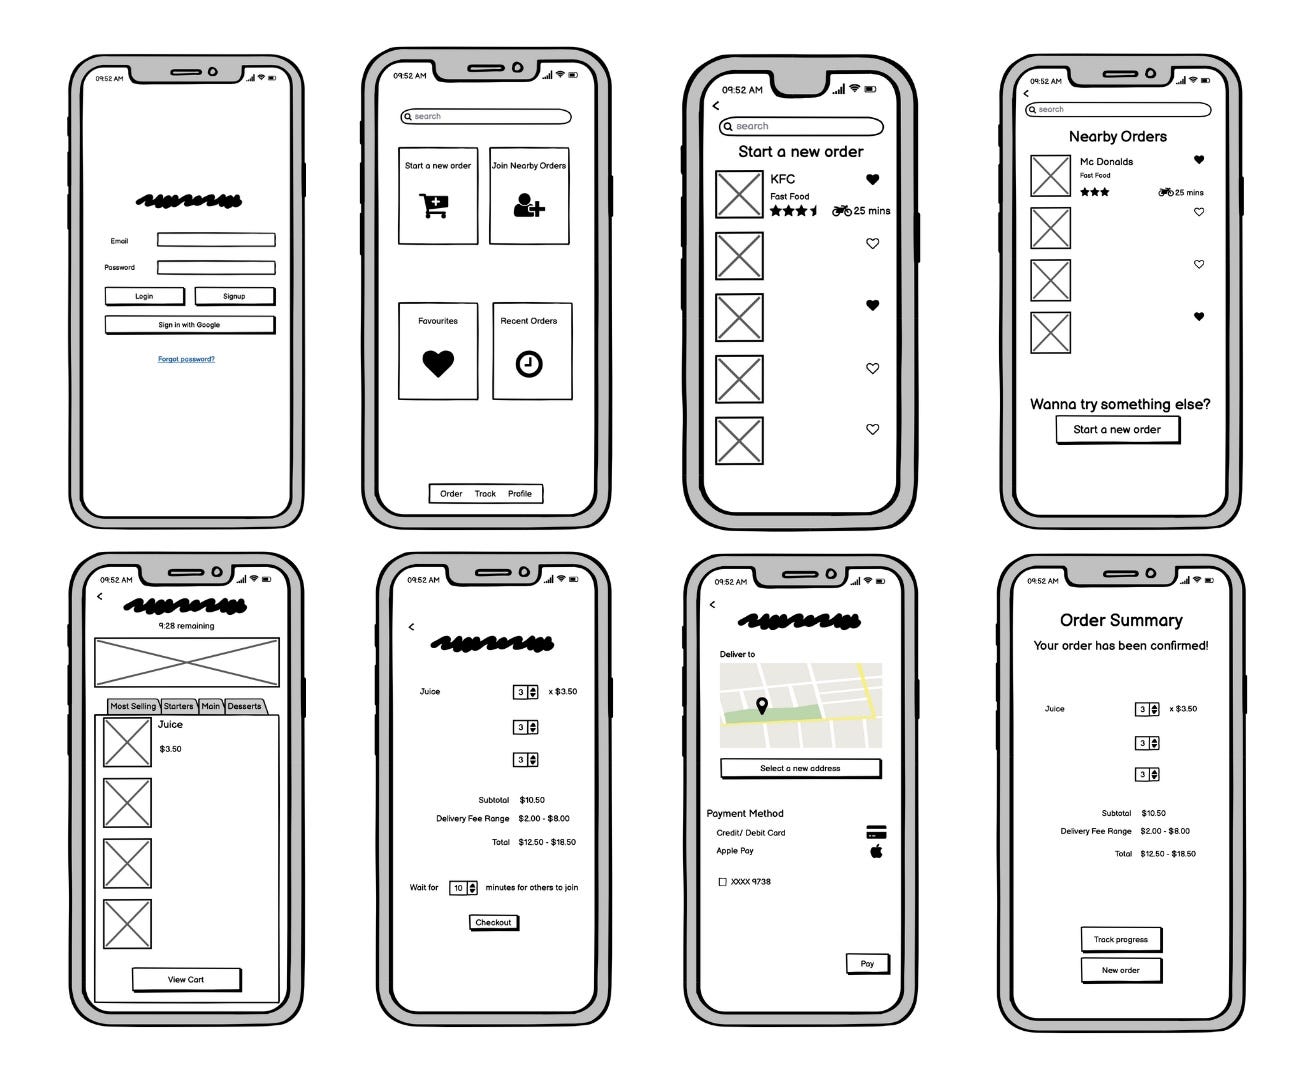 09:52 AM
Email
Password
Login
Signup
Sign in with Google
Forgot password?
09:52 AM
search
Start a new order
Join Nearby Orders
Favourites
Recent Orders
Order Track Profile
09:52 AM
<
search
Start a new order
KFC
Fast Food
25 mins
09:52 AM
<
search
Nearby Orders
Mc Donalds
Fast Food
25 mins
Wanna try something else?
Start a new order
09:52 AM
<
9:28 remaining
Most Selling Starters Main Desserts
Juice
$3.50
View Cart
09:52 AM
<
Juice 3 x $3.50
3
3
Subtotal $10.50
Delivery Fee Range $2.00 - $8.00
Total $12.50 - $18.50
Wait for 10 minutes for others to join
Checkout
09:52 AM
<
Deliver to
Select a new address
Payment Method
Credit/ Debit Card
Apple Pay
XXXX 9738
Pay
09:52 AM
Order Summary
Your order has been confirmed!
Juice 3 x $3.50
3
3
Subtotal $10.50
Delivery Fee Range $2.00 - $8.00
Total $12.50 - $18.50
Track progress
New order